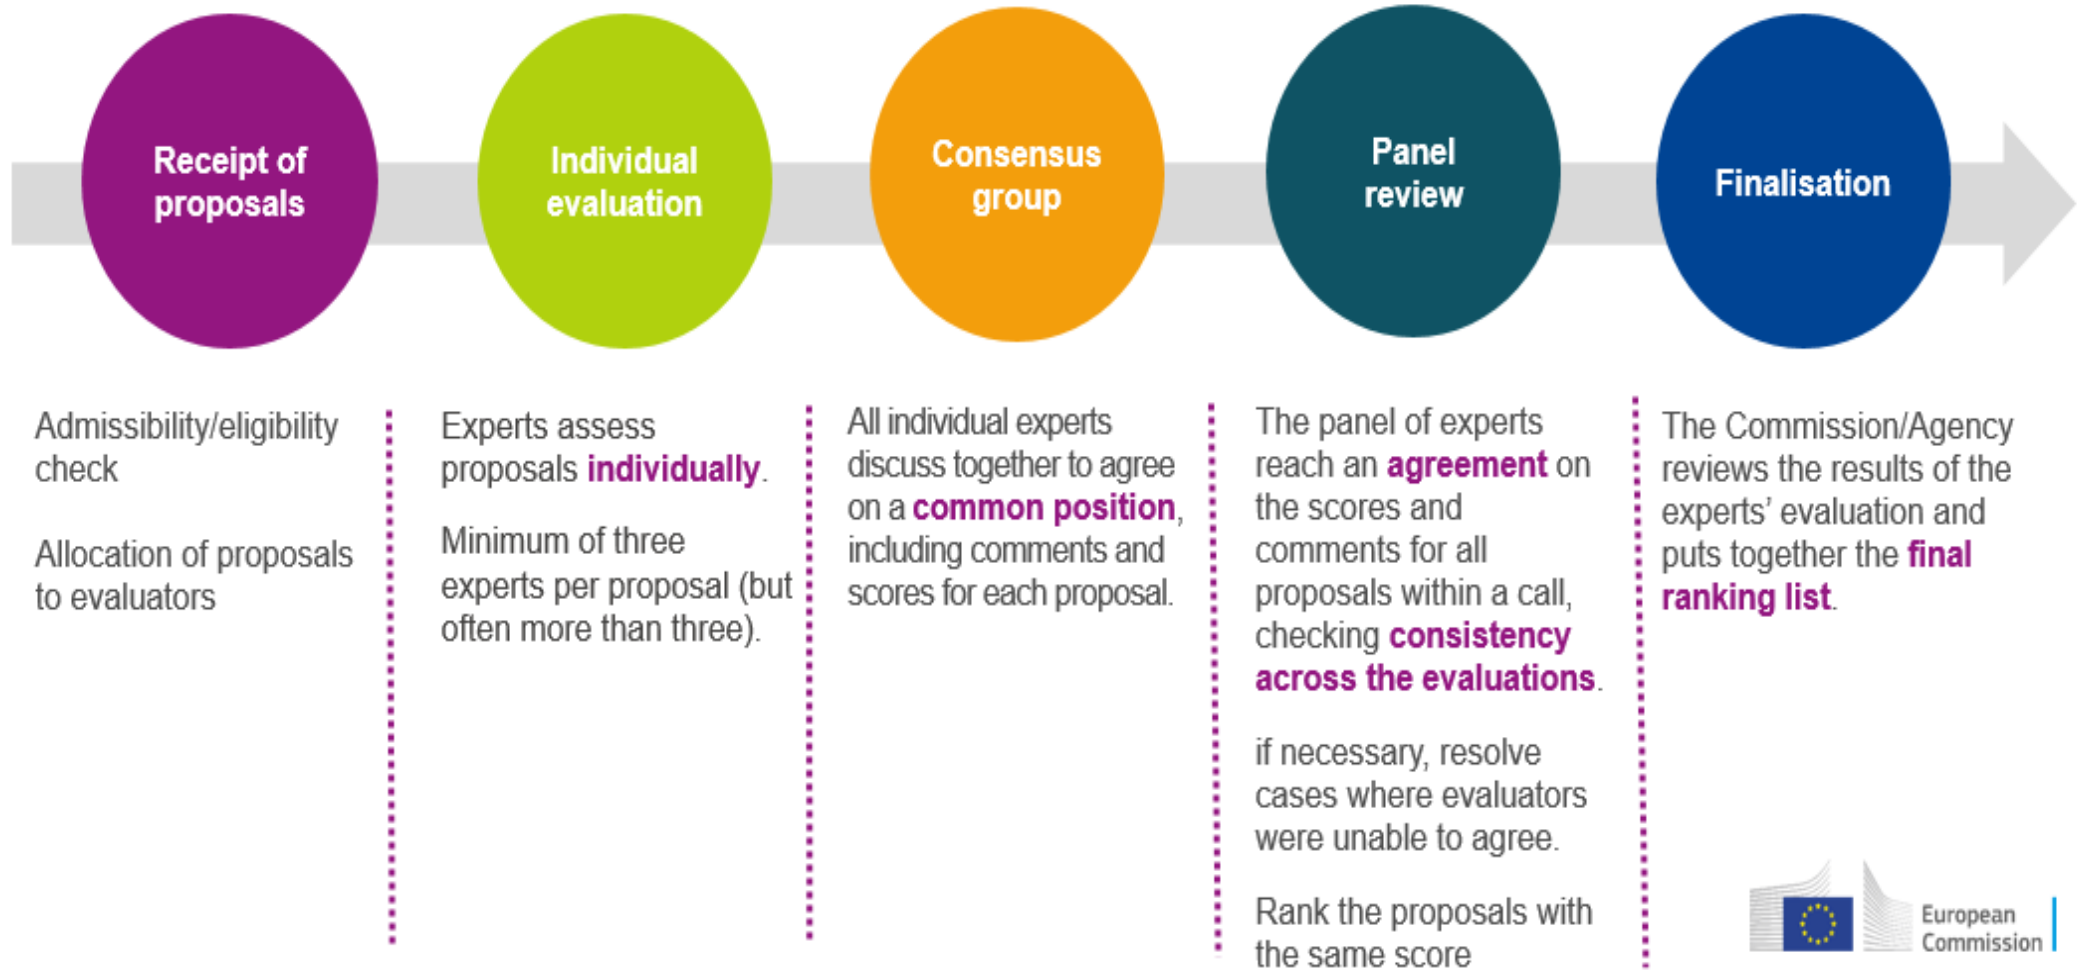 Receipt of
proposals
Individual
evaluation
Consensus
group
Panel
review
Finalisation
Admissibility/eligibility
check
Allocation of proposals
to evaluators
Experts assess
proposals individually.
Minimum of three
experts per proposal (but
often more than three).
All individual experts
discuss together to agree
on a common position,
including comments and
scores for each proposal.
The panel of experts
reach an agreement on
the scores and
comments for all
proposals within a call,
checking consistency
across the evaluations.
if necessary, resolve
cases where evaluators
were unable to agree.
Rank the proposals with
the same score
The Commission/Agency
reviews the results of the
experts’ evaluation and
puts together the final
ranking list.
European
Commission